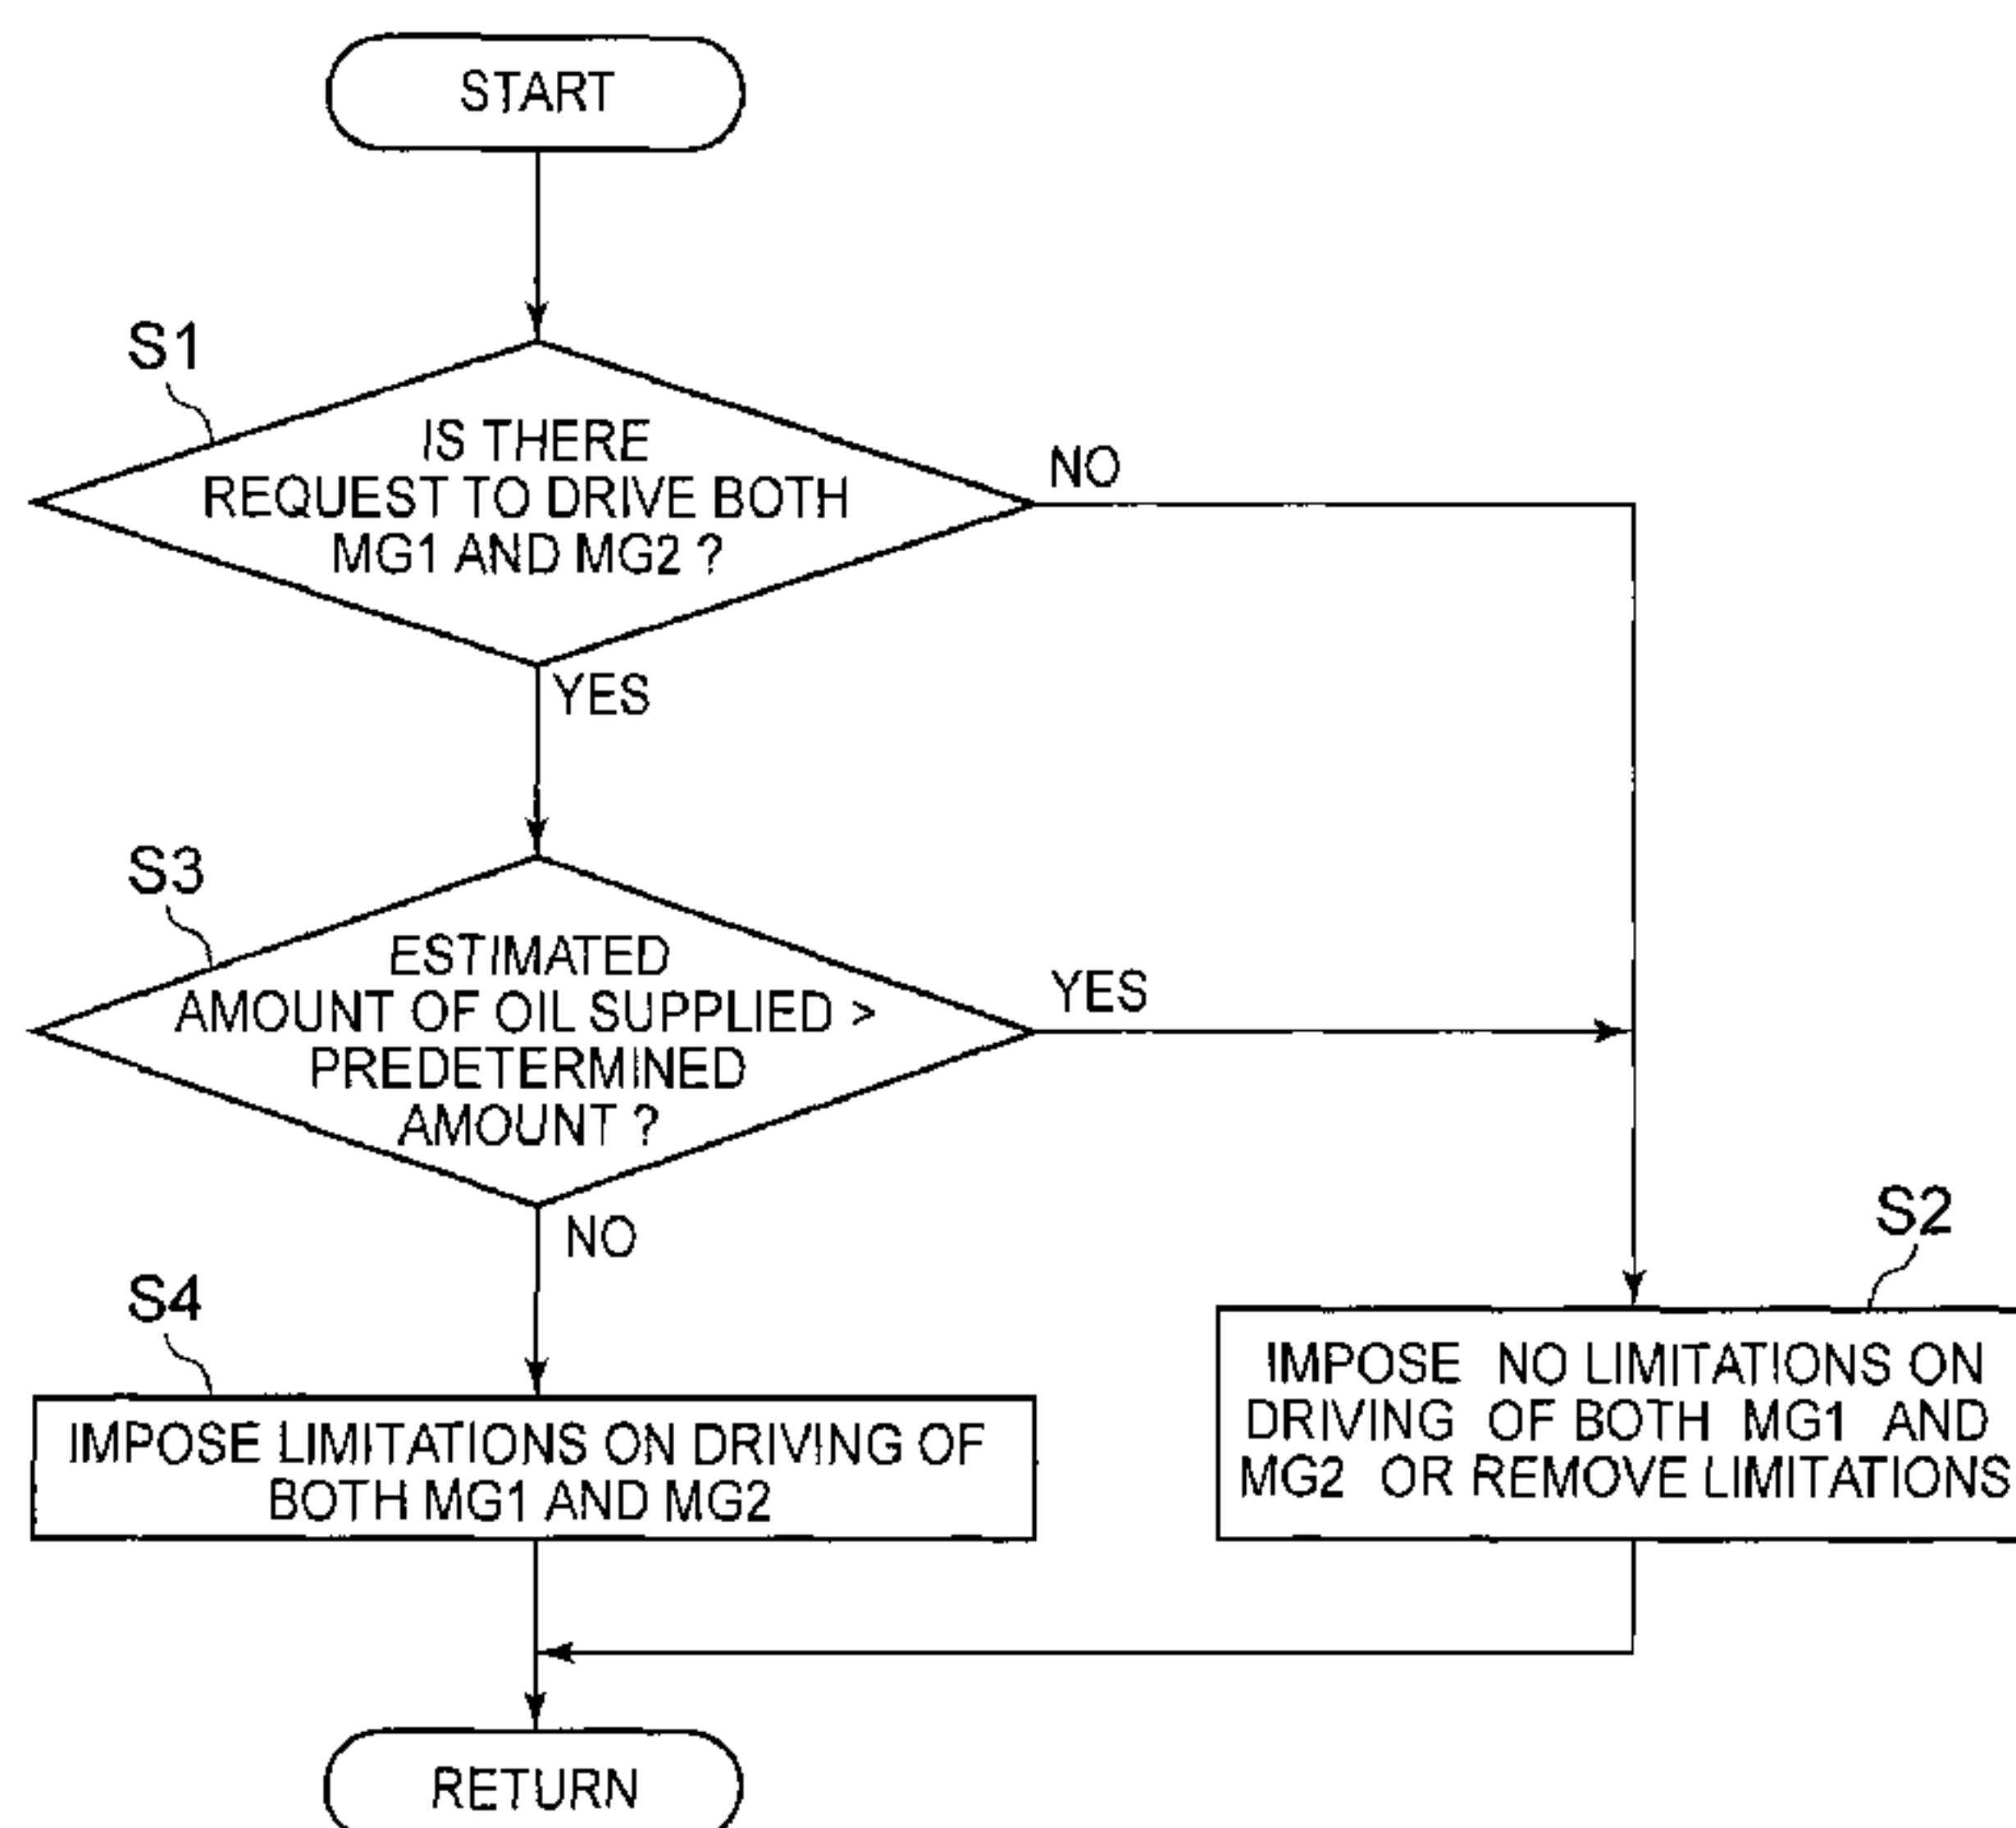 START
S1
IS THERE
REQUEST TO DRIVE BOTH
MG1 AND MG2 ?
NO
YES
S3
ESTIMATED
AMOUNT OF OIL SUPPLIED >
PREDETERMINED
AMOUNT ?
YES
NO
S4
IMPOSE LIMITATIONS ON DRIVING OF
BOTH MG1 AND MG2
S2
IMPOSE NO LIMITATIONS ON
DRIVING OF BOTH MG1 AND
MG2 OR REMOVE LIMITATIONS
RETURN